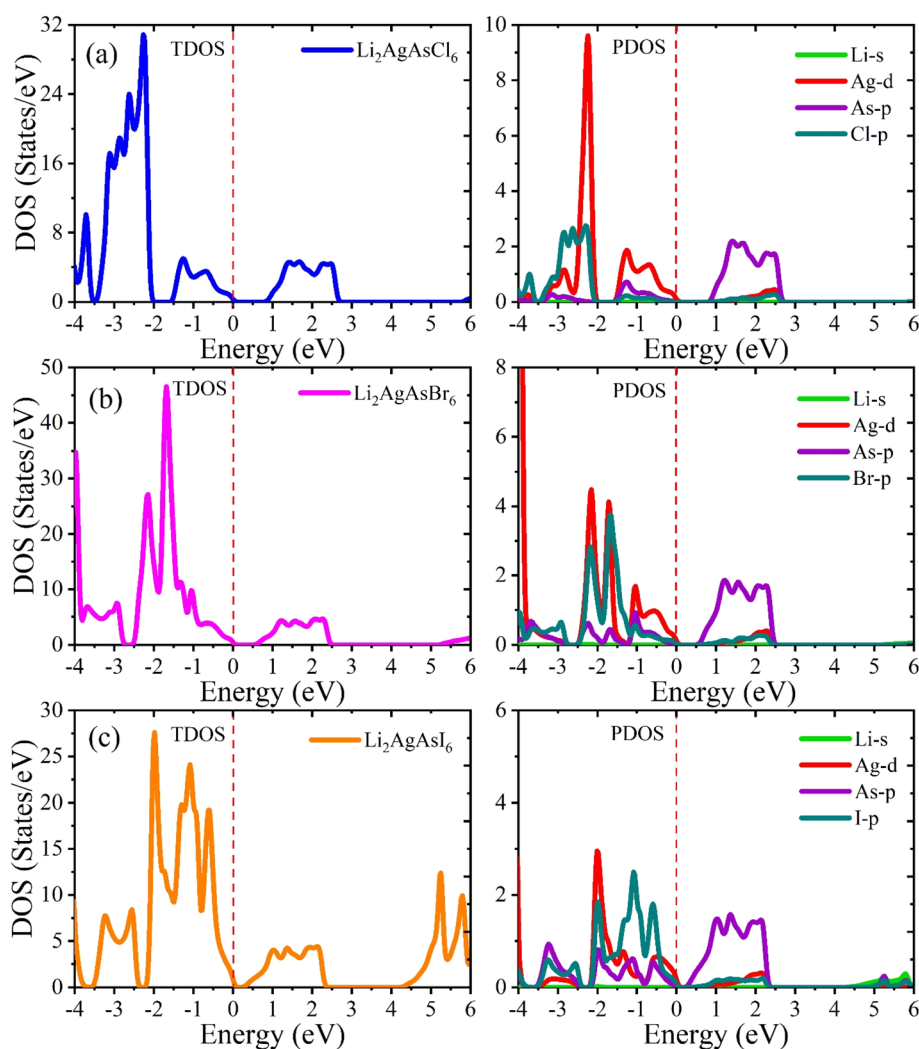 (a)
TDOS
Li₂AgAsCl₆
DOS (States/eV)
32
24
16
8
0
-4 -3 -2 -1 0 1 2 3 4 5 6
Energy (eV)
PDOS
Li-s
Ag-d
As-p
Cl-p
10
8
6
4
2
0
-4 -3 -2 -1 0 1 2 3 4 5 6
Energy (eV)
(b)
TDOS
Li₂AgAsBr₆
DOS (States/eV)
50
40
30
20
10
0
-4 -3 -2 -1 0 1 2 3 4 5 6
Energy (eV)
PDOS
Li-s
Ag-d
As-p
Br-p
8
6
4
2
0
-4 -3 -2 -1 0 1 2 3 4 5 6
Energy (eV)
(c)
TDOS
Li₂AgAsI₆
DOS (States/eV)
30
25
20
15
10
5
0
-4 -3 -2 -1 0 1 2 3 4 5 6
Energy (eV)
PDOS
Li-s
Ag-d
As-p
I-p
6
4
2
0
-4 -3 -2 -1 0 1 2 3 4 5 6
Energy (eV)